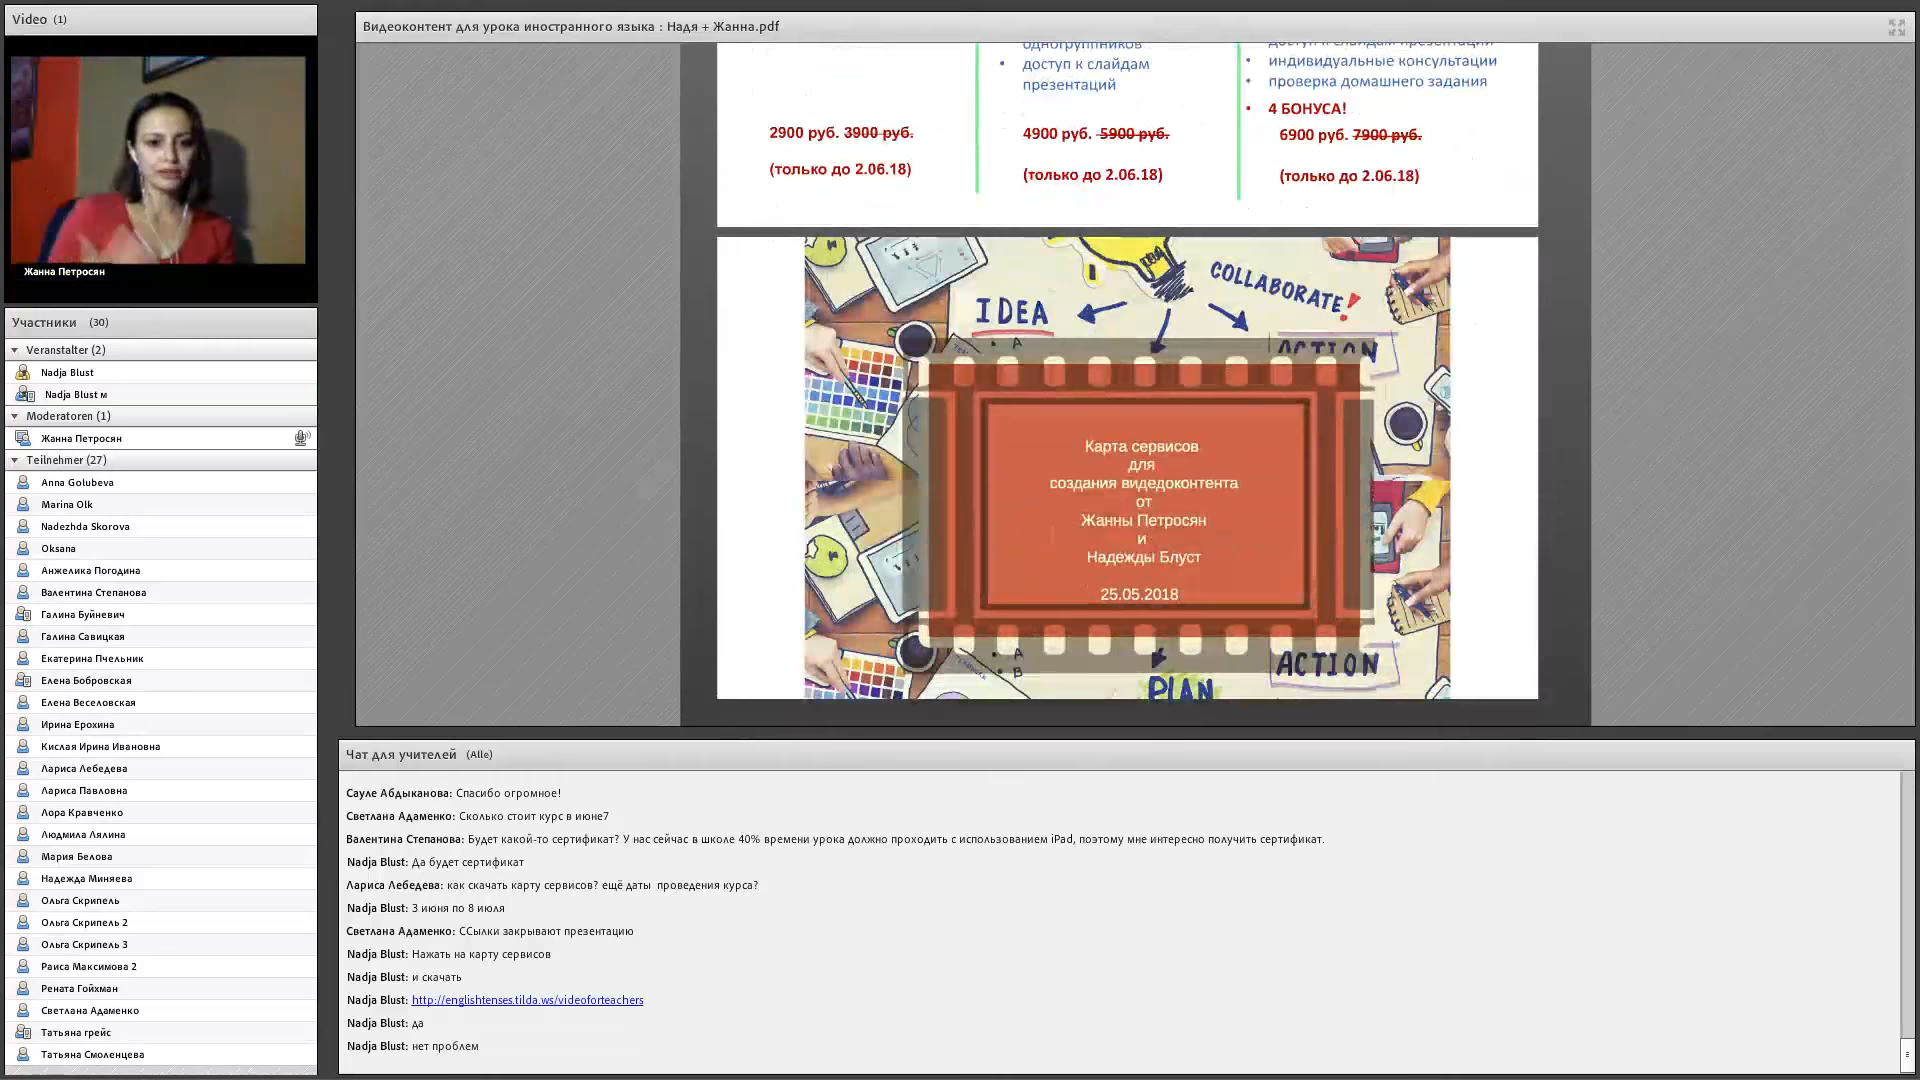 Video (1)
Жанна Петросян
Участники (30)
Veranstalter (2)
Nadja Blust
Nadja Blust м
Moderatoren (1)
Жанна Петросян
Teilnehmer (27)
Anna Golubeva
Marina Olk
Nadezhda Skorova
Oksana
Анжелика Погодина
Валентина Степанова
Галина Буйневич
Галина Савицкая
Екатерина Пчельник
Елена Бобровская
Елена Веселовская
Ирина Ерохина
Кислая Ирина Ивановна
Лариса Лебедева
Лариса Павловна
Лора Кравченко
Людмила Лялина
Мария Белова
Надежда Миняева
Ольга Скрипель
Ольга Скрипель 2
Ольга Скрипель 3
Раиса Максимова 2
Рената Гойхман
Светлана Адаменко
Татьяна грейс
Татьяна Смоленцева
Видеоконтент для урока иностранного языка : Надя + Жанна.pdf
2900 руб. 3900 руб.
(только до 2.06.18)
одногруппников
• доступ к слайдам
презентаций
4900 руб. 5900 руб.
(только до 2.06.18)
доступ к слайдам презентаций
• индивидуальные консультации
• проверка домашнего задания
• 4 БОНУСА!
6900 руб. 7900 руб.
(только до 2.06.18)
IDEA
COLLABORATE!
ACTION
• A
Карта сервисов
для
создания видедоконтента
от
Жанны Петросян
и
Надежды Блуст
25.05.2018
• A
• B
PLAN
ACTION
Чат для учителей (Alle)
Сауле Абдыканова: Спасибо огромное!
Светлана Адаменко: Сколько стоит курс в июне7
Валентина Степанова: Будет какой-то сертификат? У нас сейчас в школе 40% времени урока должно проходить с использованием iPad, поэтому мне интересно получить сертификат.
Nadja Blust: Да будет сертификат
Лариса Лебедева: как скачать карту сервисов? ещё даты проведения курса?
Nadja Blust: 3 июня по 8 июля
Светлана Адаменко: ССылки закрывают презентацию
Nadja Blust: Нажать на карту сервисов
Nadja Blust: и скачать
Nadja Blust: http://englishtenses.tilda.ws/videoforteachers
Nadja Blust: да
Nadja Blust: нет проблем